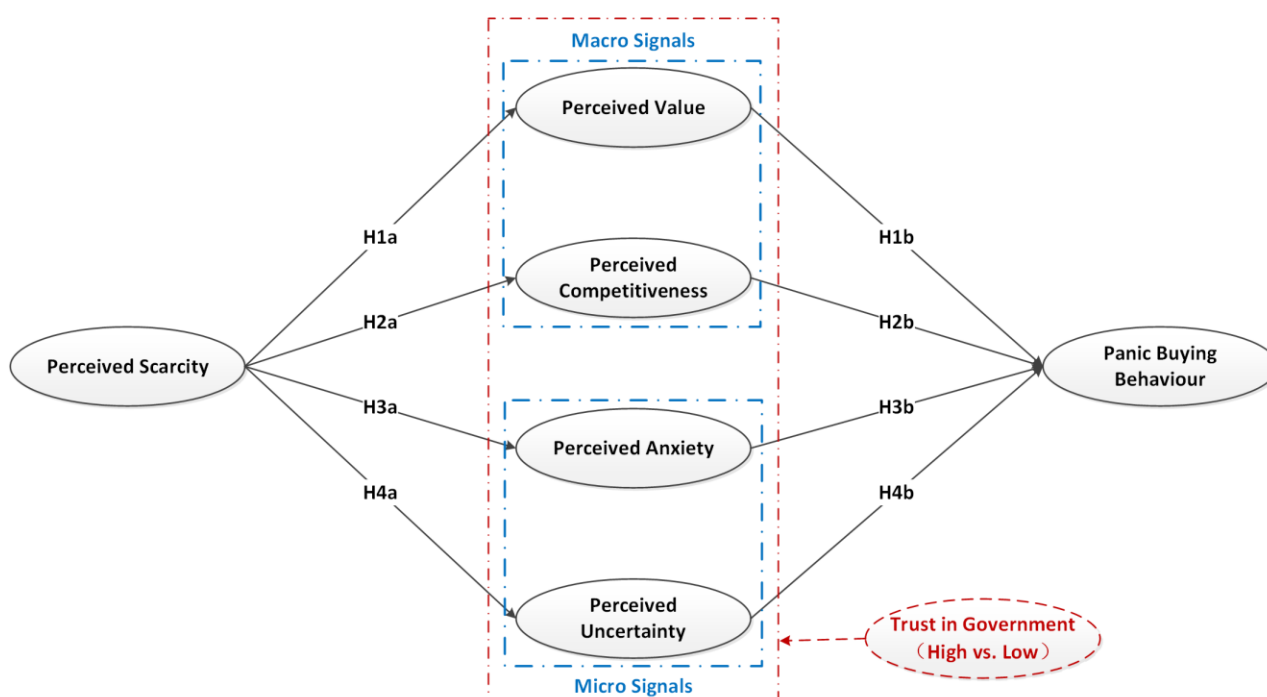 Macro Signals
Perceived Value
H1a
H1b
Perceived
Competitiveness
H2a
H2b
Perceived Scarcity
Panic Buying
Behaviour
H3a
H3b
Perceived Anxiety
H4a
H4b
Perceived
Uncertainty
Trust in Government
（High vs. Low）
Micro Signals